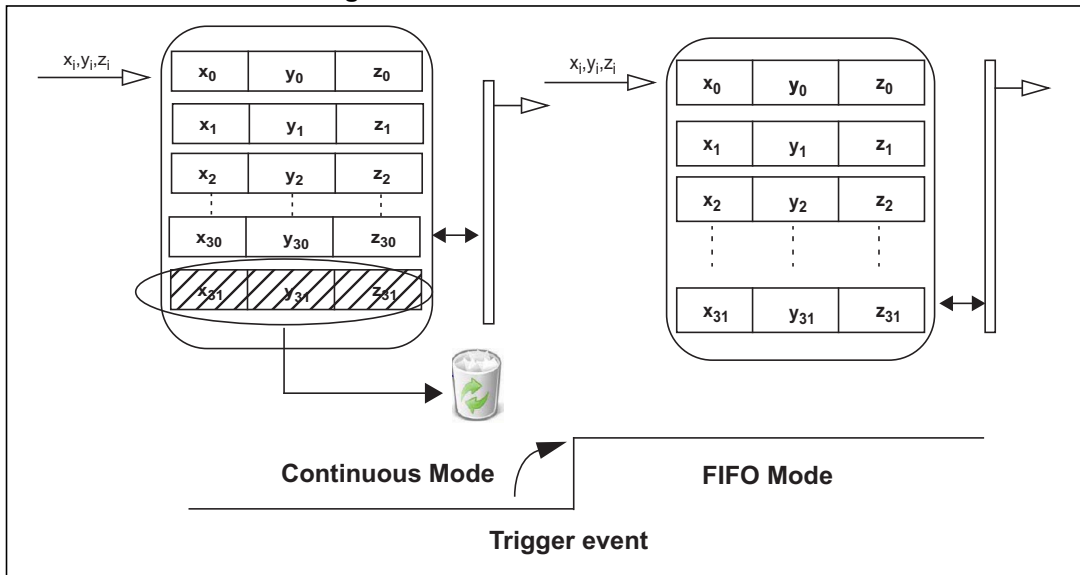 xi,yi,zi
x0 y0 z0
x1 y1 z1
x2 y2 z2
x30 y30 z30
x31 y31 z31
xi,yi,zi
x0 y0 z0
x1 y1 z1
x2 y2 z2
x31 y31 z31
Continuous Mode
FIFO Mode
Trigger event